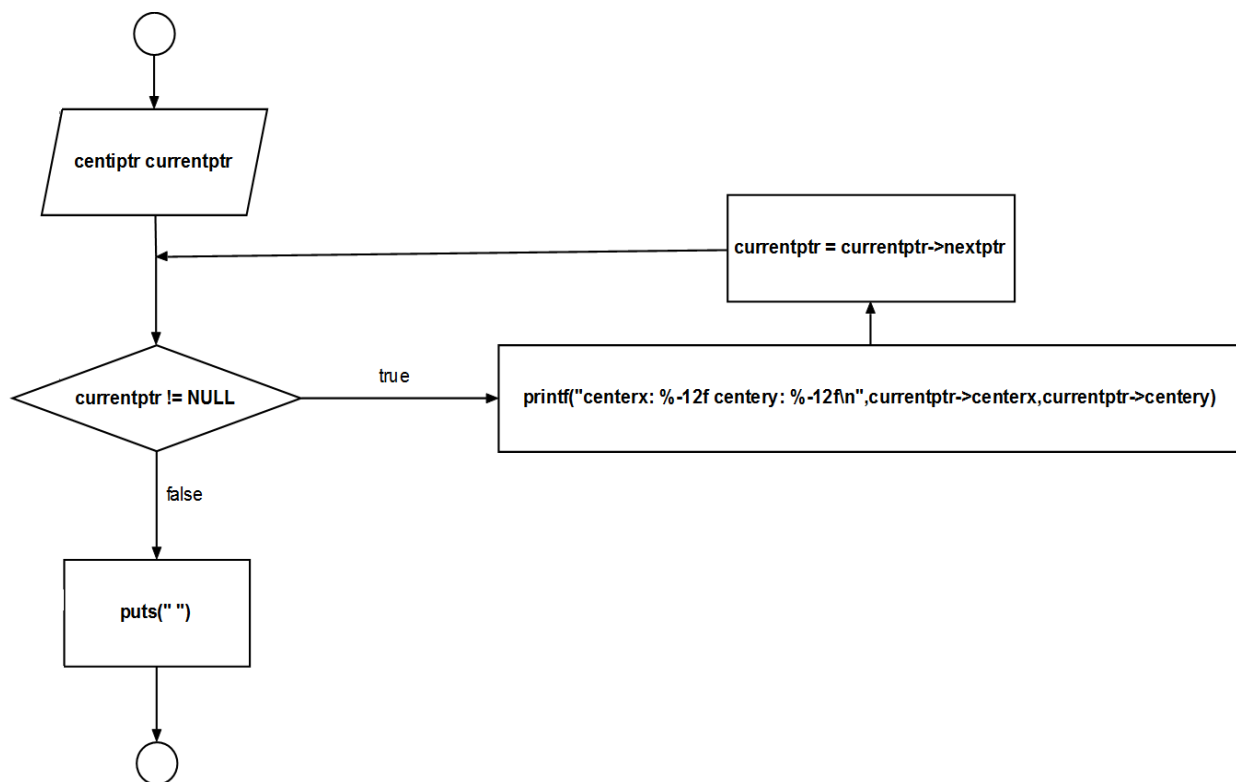 centiptr currentptr
currentptr = currentptr->nextptr
currentptr != NULL
true
printf("centerx: %-12f centery: %-12f\n",currentptr->centerx,currentptr->centery)
false
puts(" ")